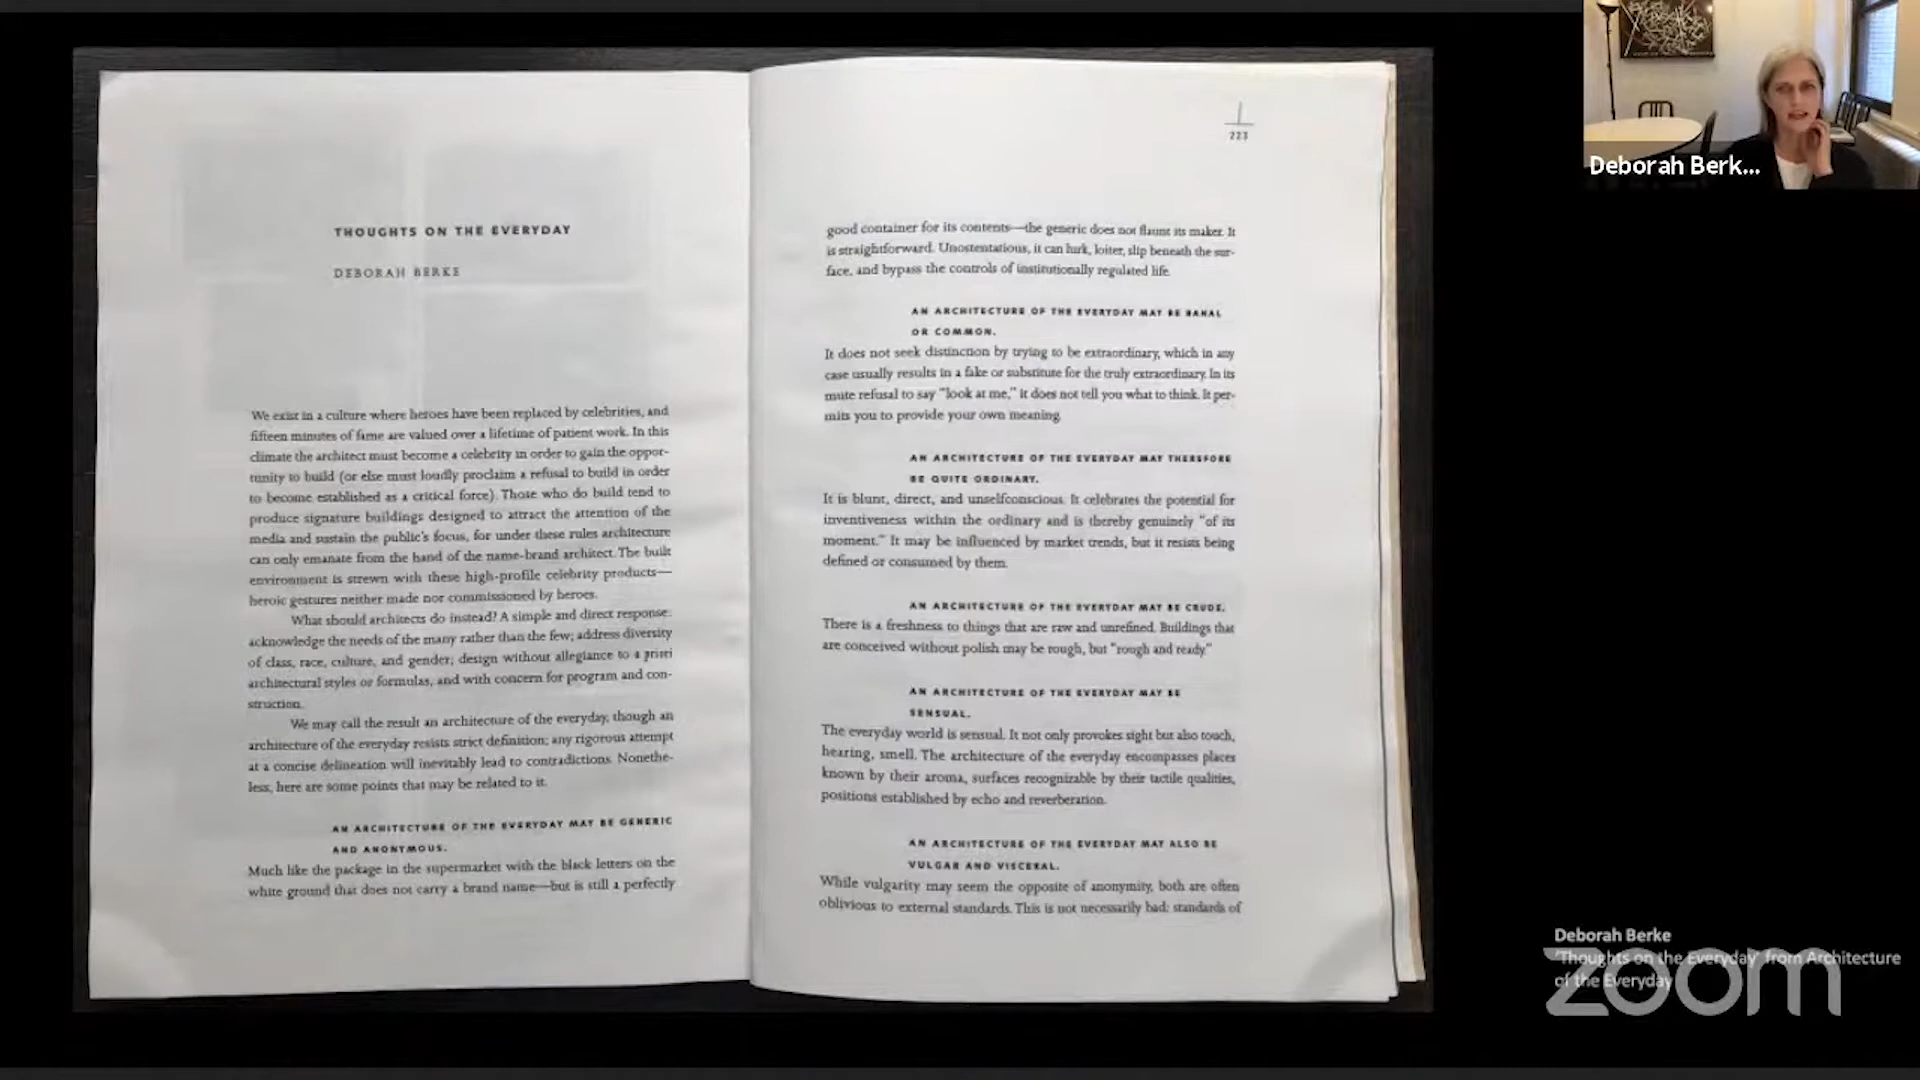 THOUGHTS ON THE EVERYDAY
DEBORAH BERKE
We exist in a culture where heroes have been replaced by celebrities, and
fifteen minutes of fame are valued over a lifetime of patient work. In this
climate the architect must become a celebrity in order to gain the oppor-
tunity to build (or else must loudly proclaim a refusal to build in order
to become established as a critical force). Those who do build tend to
produce signature buildings designed to attract the attention of the
media and sustain the public's focus, for under these rules architecture
can only emanate from the hand of the name-brand architect. The built
environment is strewn with these high-profile celebrity products—
heroic gestures neither made nor commissioned by heroes.
What should architects do instead? A simple and direct response:
acknowledge the needs of the many rather than the few; address diversity
of class, race, culture, and gender; design without allegiance to a priori
architectural styles or formulas, and with concern for program and con-
struction.
We may call the result an architecture of the everyday, though an
architecture of the everyday resists strict definition; any rigorous attempt
at a concise delineation will inevitably lead to contradictions. Nonethe-
less, here are some points that may be related to it.
AN ARCHITECTURE OF THE EVERYDAY MAY BE GENERIC
AND ANONYMOUS.
Much like the package in the supermarket with the black letters on the
white ground that does not carry a brand name—but is still a perfectly
223
good container for its contents—the generic does not flaunt its maker. It
is straightforward. Unostentatious, it can lurk, loiter, slip beneath the sur-
face, and bypass the controls of institutionally regulated life.
AN ARCHITECTURE OF THE EVERYDAY MAY BE BANAL
OR COMMON.
It does not seek distinction by trying to be extraordinary, which in any
case usually results in a fake or substitute for the truly extraordinary. In its
mute refusal to say "look at me," it does not tell you what to think. It per-
mits you to provide your own meaning.
AN ARCHITECTURE OF THE EVERYDAY MAY THEREFORE
BE QUITE ORDINARY.
It is blunt, direct, and unselfconscious. It celebrates the potential for
inventiveness within the ordinary and is thereby genuinely "of its
moment." It may be influenced by market trends, but it resists being
defined or consumed by them.
AN ARCHITECTURE OF THE EVERYDAY MAY BE CRUDE.
There is a freshness to things that are raw and unrefined. Buildings that
are conceived without polish may be rough, but "rough and ready."
AN ARCHITECTURE OF THE EVERYDAY MAY BE
SENSUAL.
The everyday world is sensual. It not only provokes sight but also touch,
hearing, smell. The architecture of the everyday encompasses places
known by their aroma, surfaces recognizable by their tactile qualities,
positions established by echo and reverberation.
AN ARCHITECTURE OF THE EVERYDAY MAY ALSO BE
VULGAR AND VISCERAL.
While vulgarity may seem the opposite of anonymity, both are often
oblivious to external standards. This is not necessarily bad: standards of
Deborah Berk...
Deborah Berke
'Thoughts on the Everyday' from Architecture
of the Everyday
zoom